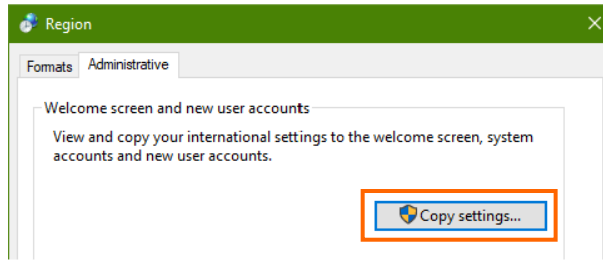 Region
Formats Administrative
Welcome screen and new user accounts
View and copy your international settings to the welcome screen, system
accounts and new user accounts.
Copy settings...